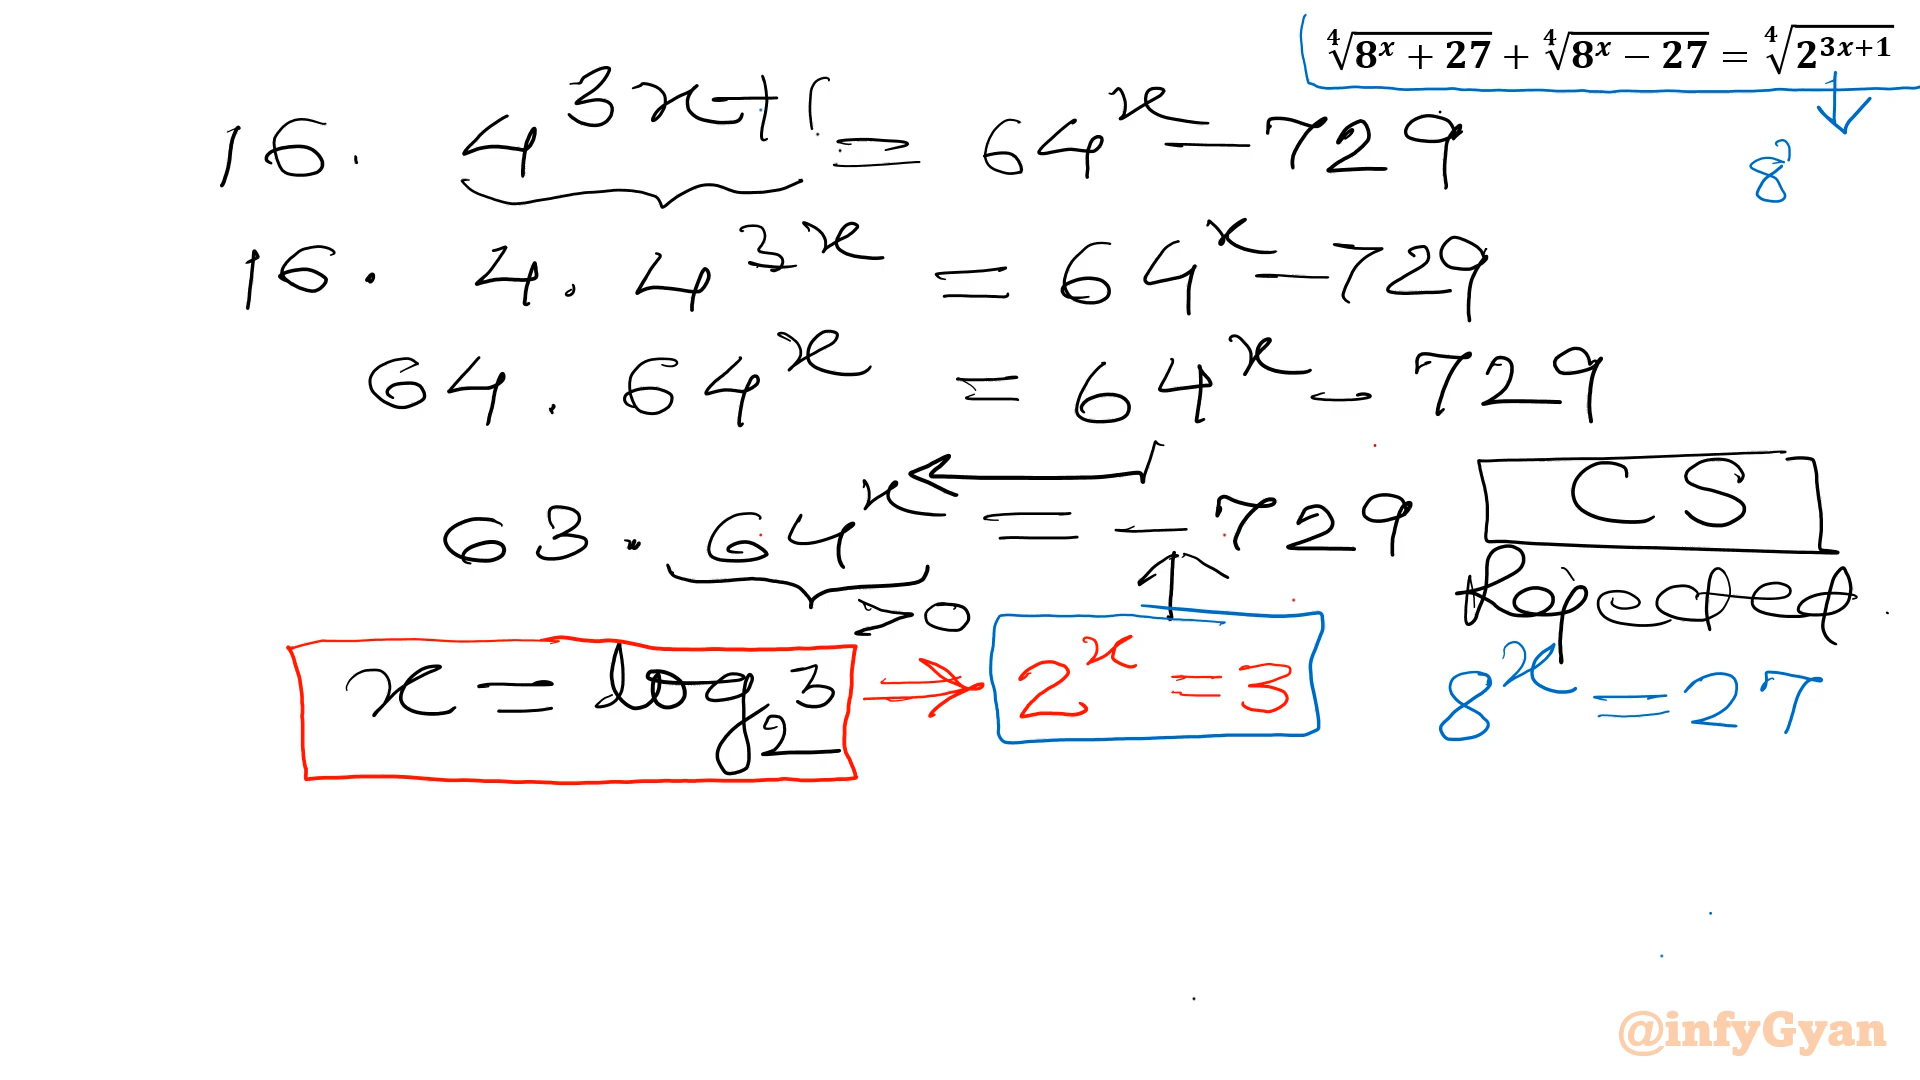 ∜(8^x + 27) + ∜(8^x − 27) = ∜(2^(3x+1))
16 · 4^(3x+1) = 64^x − 729
8^x
16 · 4 · 4^(3x) = 64^x − 729
64 · 64^x = 64^x − 729
63 · 64^x = −729
CS
>0
Rejected
x = log₂3 ⇒ 2^x = 3
8^x = 27
@infyGyan